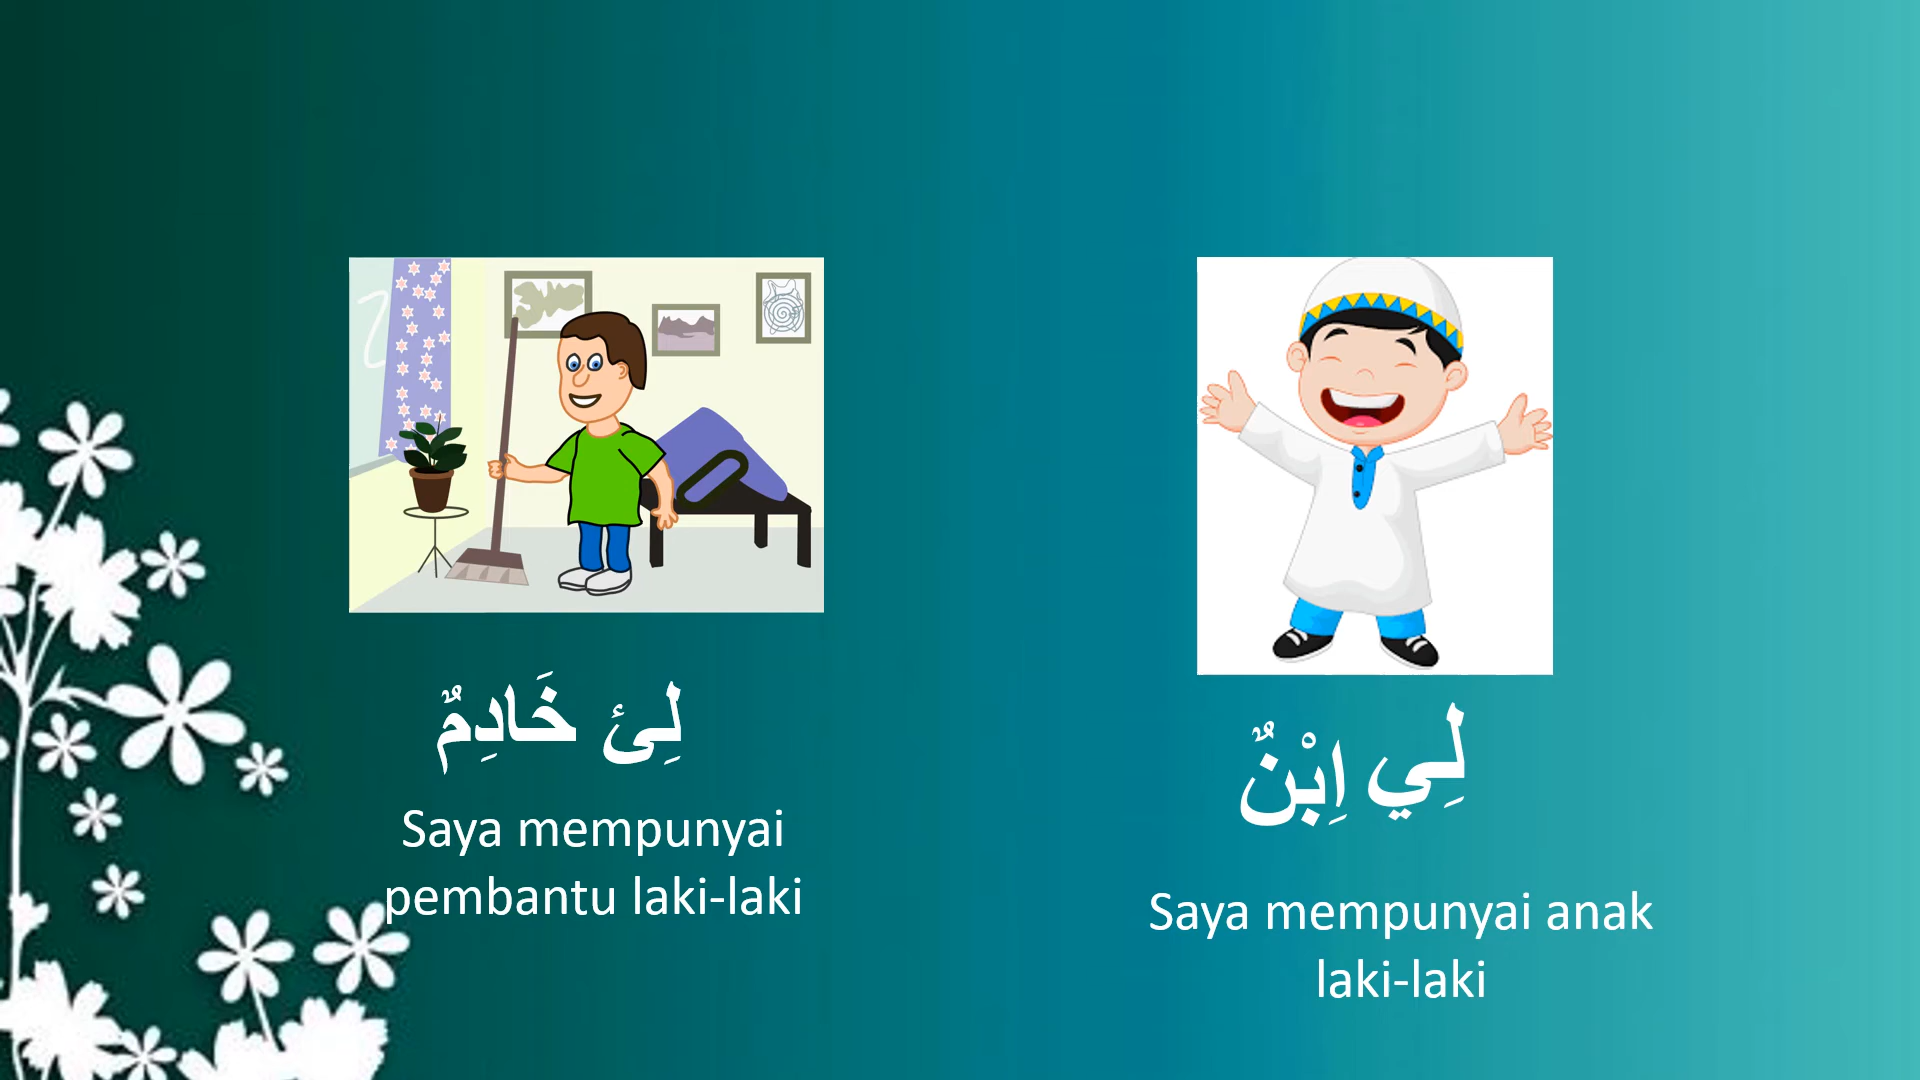 لِئ خَادِمٌ
Saya mempunyai
pembantu laki-laki
لِي اِبْنٌ
Saya mempunyai anak
laki-laki